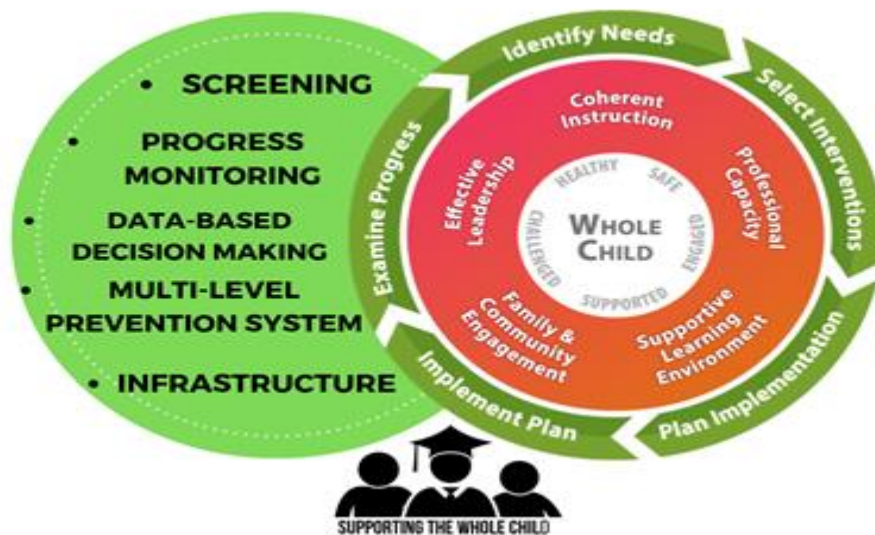 SCREENING
PROGRESS
MONITORING
DATA-BASED
DECISION MAKING
MULTI-LEVEL
PREVENTION SYSTEM
INFRASTRUCTURE
Identify Needs
Select Interventions
Plan Implementation
Implement Plan
Examine Progress
Coherent
Instruction
Professional
Capacity
Supportive
Learning
Environment
Family &
Community
Engagement
Effective
Leadership
HEALTHY
SAFE
ENGAGED
SUPPORTED
CHALLENGED
WHOLE
CHILD
SUPPORTING THE WHOLE CHILD